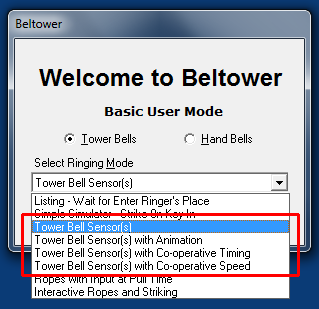 Beltower
Welcome to Beltower
Basic User Mode
Tower Bells Hand Bells
Select Ringing Mode
Tower Bell Sensor(s)
Listing - Wait for Enter Ringer's Place
Simple Simulator - Strike On Key In
Tower Bell Sensor(s)
Tower Bell Sensor(s) with Animation
Tower Bell Sensor(s) with Co-operative Timing
Tower Bell Sensor(s) with Co-operative Speed
Ropes with Input at Pull Time
Interactive Ropes and Striking